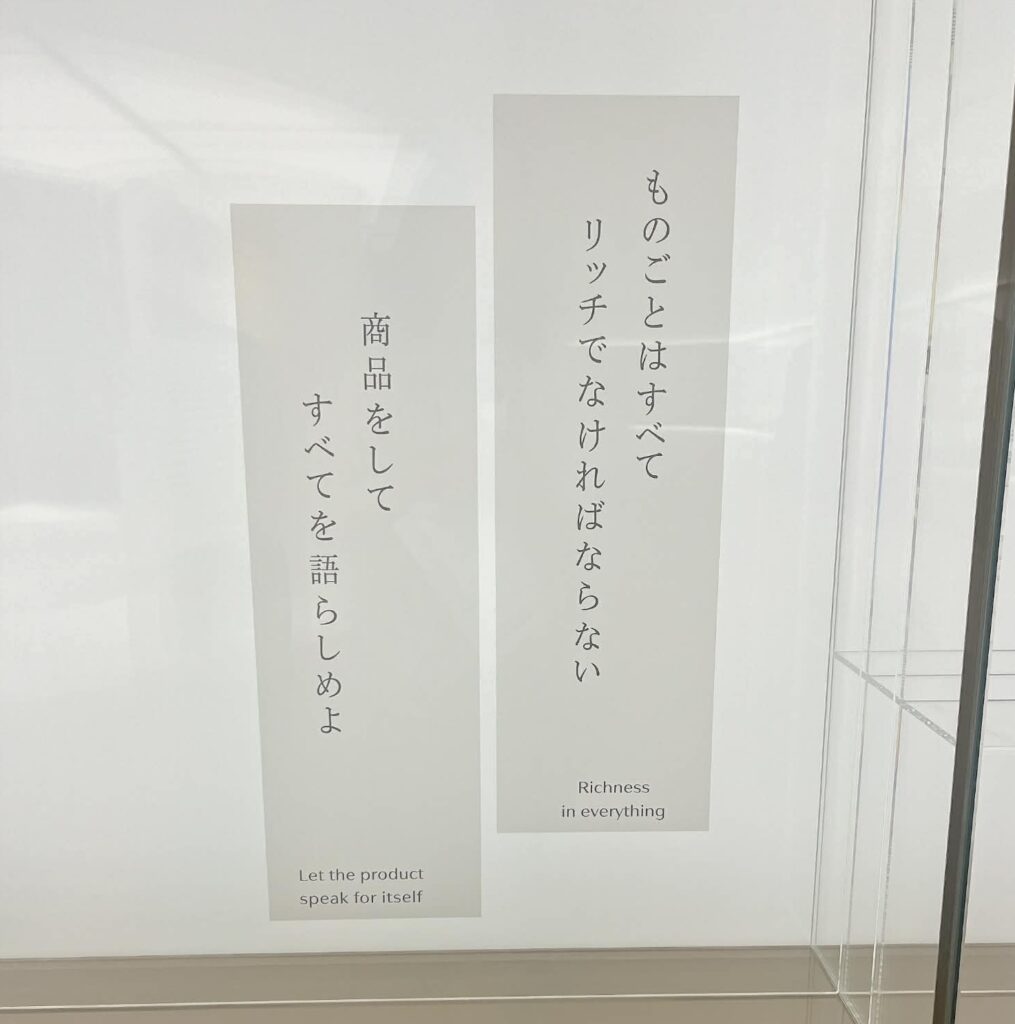 ものごとはすべて
リッチでなければならない
Richness
in everything
商品をして
すべてを語らしめよ
Let the product
speak for itself